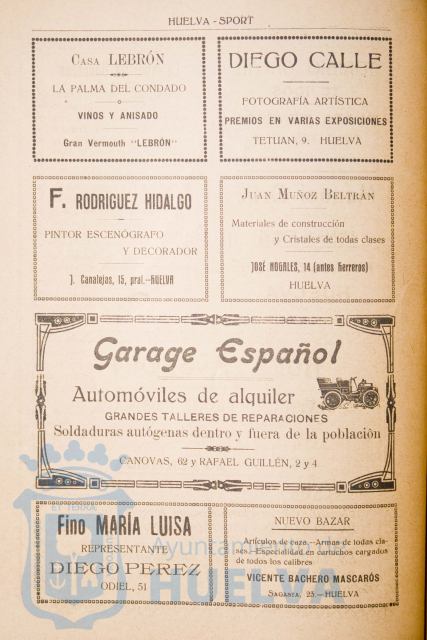 HUELVA - SPORT
CASA LEBRÓN
LA PALMA DEL CONDADO
VINOS Y ANISADO
Gran Vermouth "LEBRÓN"
DIEGO CALLE
FOTOGRAFÍA ARTÍSTICA
PREMIOS EN VARIAS EXPOSICIONES
TETUAN, 9. HUELVA
F. RODRIGUEZ HIDALGO
PINTOR ESCENÓGRAFO
Y DECORADOR
J. Canalejas, 15, pral.-HUELVA
JUAN MUÑOZ BELTRÁN
Materiales de construcción
y Cristales de todas clases
JOSÉ NOGALES, 14 (antes Herreros)
HUELVA
Garage Español
Automóviles de alquiler
GRANDES TALLERES DE REPARACIONES
Soldaduras autógenas dentro y fuera de la población
CANOVAS, 62 y RAFAEL GUILLÉN, 2 y 4
Fino MARÍA LUISA
REPRESENTANTE
DIEGO PEREZ
ODIEL, 51
NUEVO BAZAR
Artículos de caza.-Armas de todas cla-
ses.-Especialidad en cartuchos cargados
de todos los calibres
VICENTE BACHERO MASCARÓS
Sagasta, 25.-HUELVA
HUELVA